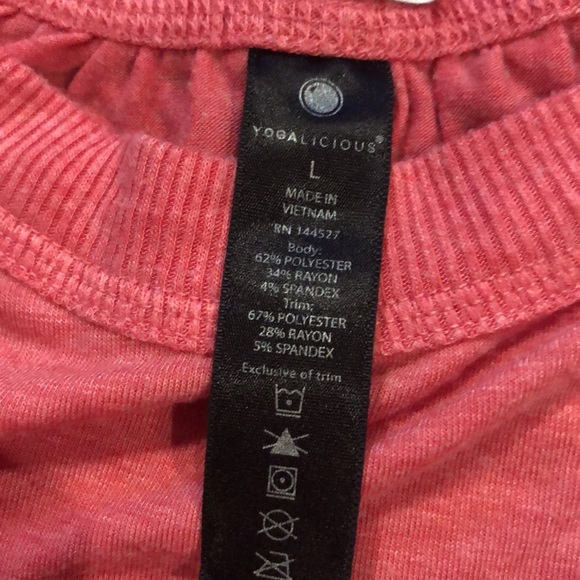 YOGALICIOUS®
L
MADE IN
VIETNAM
RN 144527
Body:
62% POLYESTER
34% RAYON
4% SPANDEX
Trim:
67% POLYESTER
28% RAYON
5% SPANDEX
Exclusive of trim